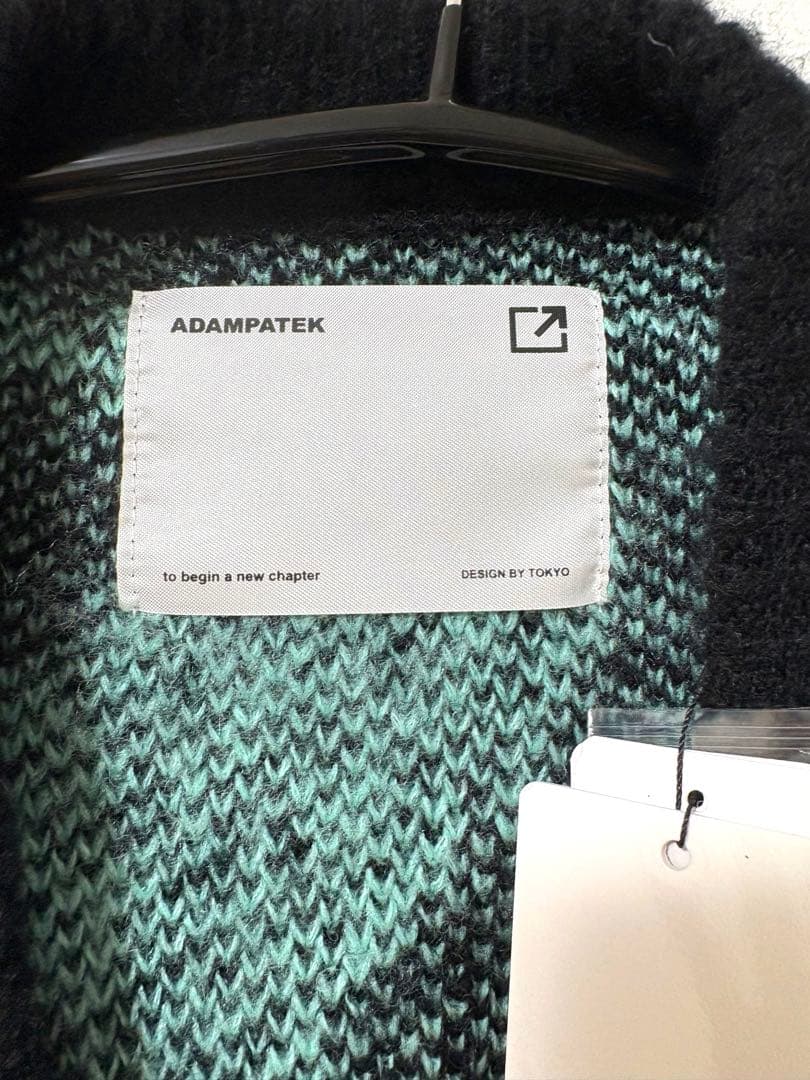 ADAMPATEK
to begin a new chapter
DESIGN BY TOKYO